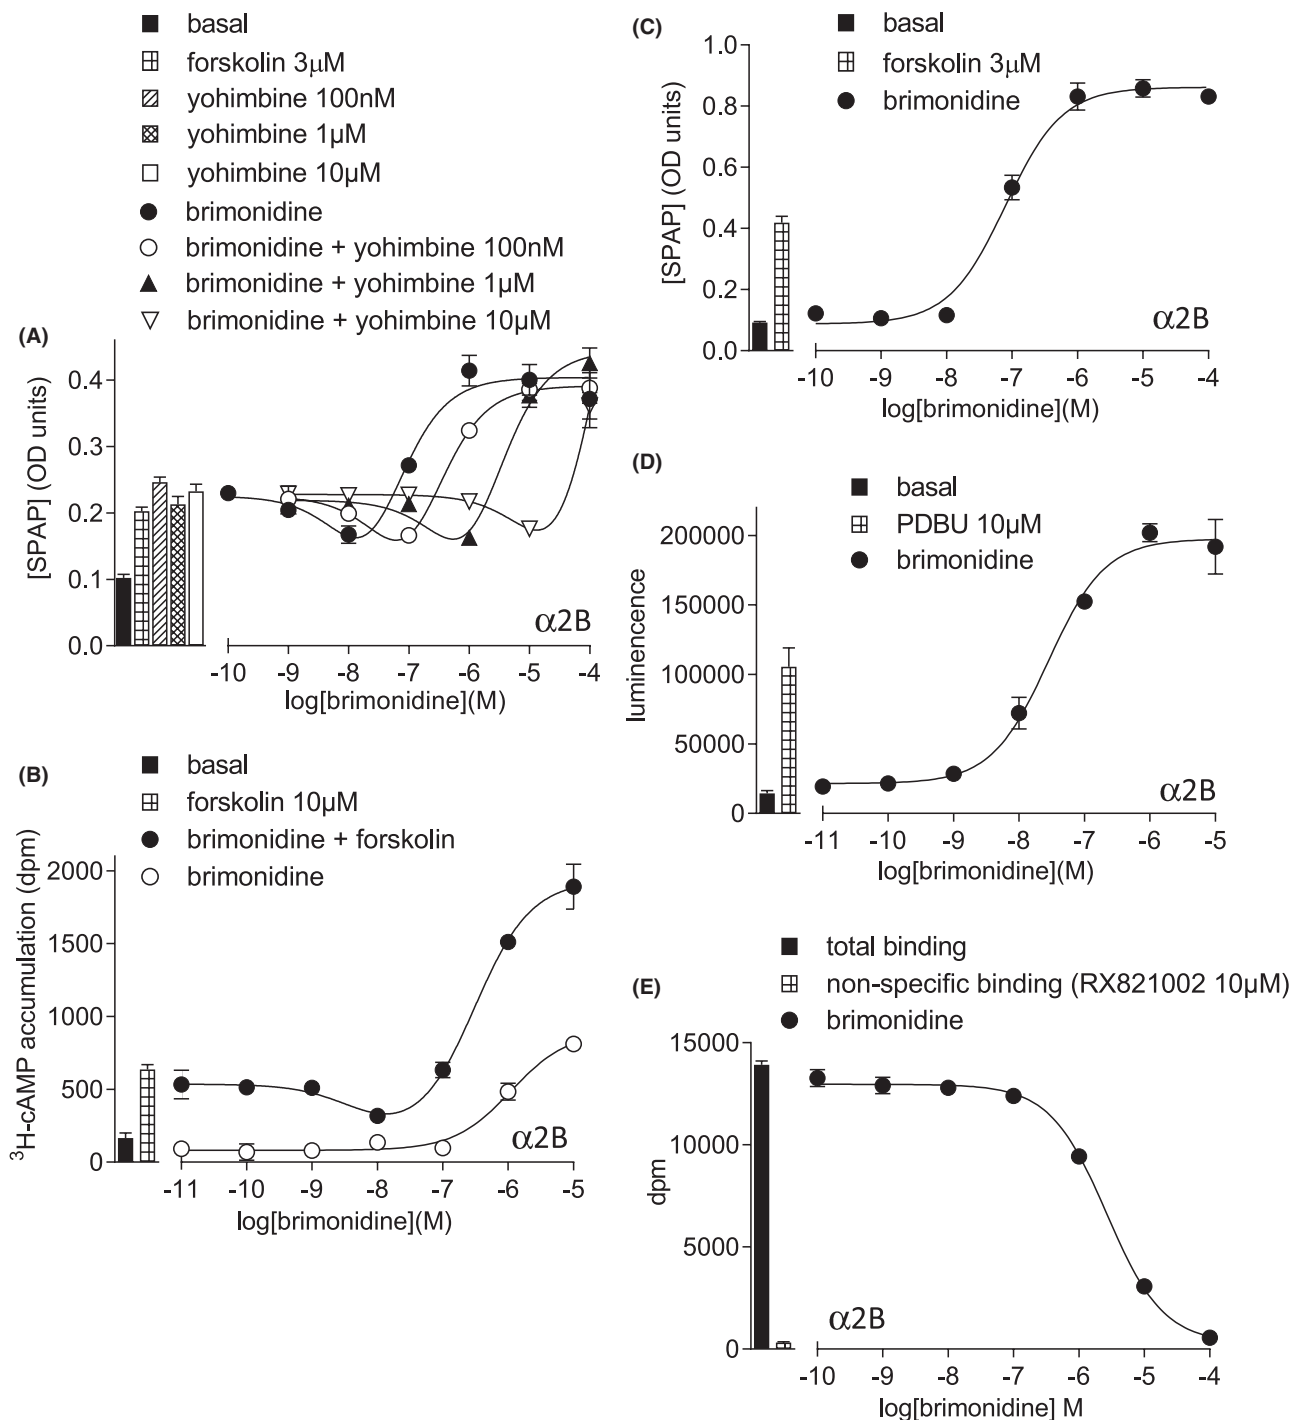 basal
forskolin 3µM
yohimbine 100nM
yohimbine 1µM
yohimbine 10µM
brimonidine
brimonidine + yohimbine 100nM
brimonidine + yohimbine 1µM
brimonidine + yohimbine 10µM
(A)
[SPAP] (OD units)
0.4
0.3
0.2
0.1
0.0
α2B
-10 -9 -8 -7 -6 -5 -4
log[brimonidine](M)
(B)
basal
forskolin 10µM
brimonidine + forskolin
brimonidine
³H-cAMP accumulation (dpm)
2000
1500
1000
500
0
α2B
-11 -10 -9 -8 -7 -6 -5
log[brimonidine](M)
(C)
basal
forskolin 3µM
brimonidine
[SPAP] (OD units)
1.0
0.8
0.6
0.4
0.2
0.0
α2B
-10 -9 -8 -7 -6 -5 -4
log[brimonidine](M)
(D)
basal
PDBU 10µM
brimonidine
luminence
200000
150000
100000
50000
0
α2B
-11 -10 -9 -8 -7 -6 -5
log[brimonidine](M)
(E)
total binding
non-specific binding (RX821002 10µM)
brimonidine
dpm
15000
10000
5000
0
α2B
-10 -9 -8 -7 -6 -5 -4
log[brimonidine] M